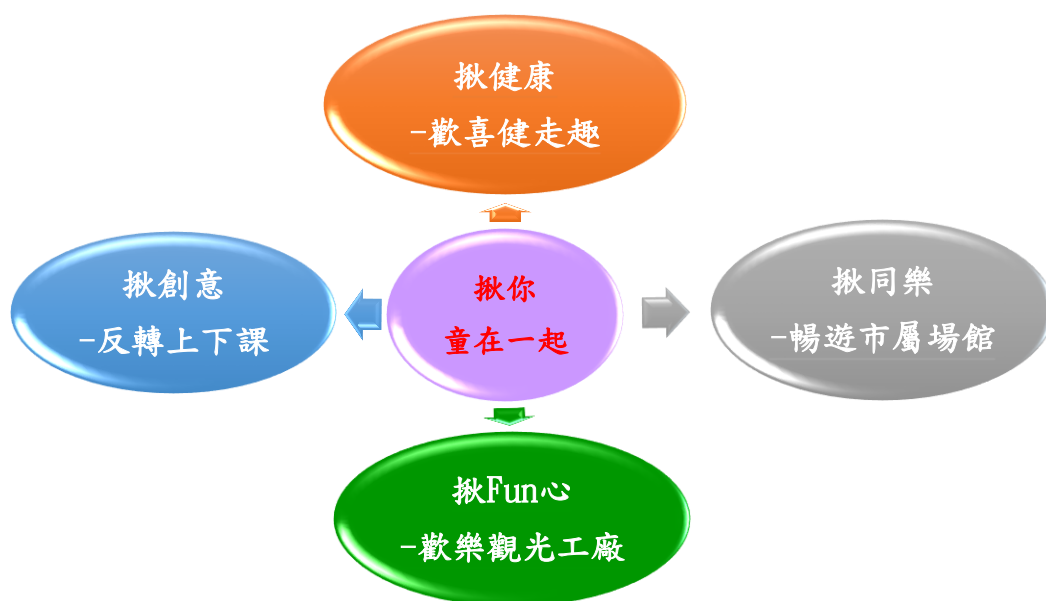 揪健康
-歡喜健走趣
揪創意
-反轉上下課
揪你
童在一起
揪同樂
-暢遊市屬場館
揪Fun心
-歡樂觀光工廠